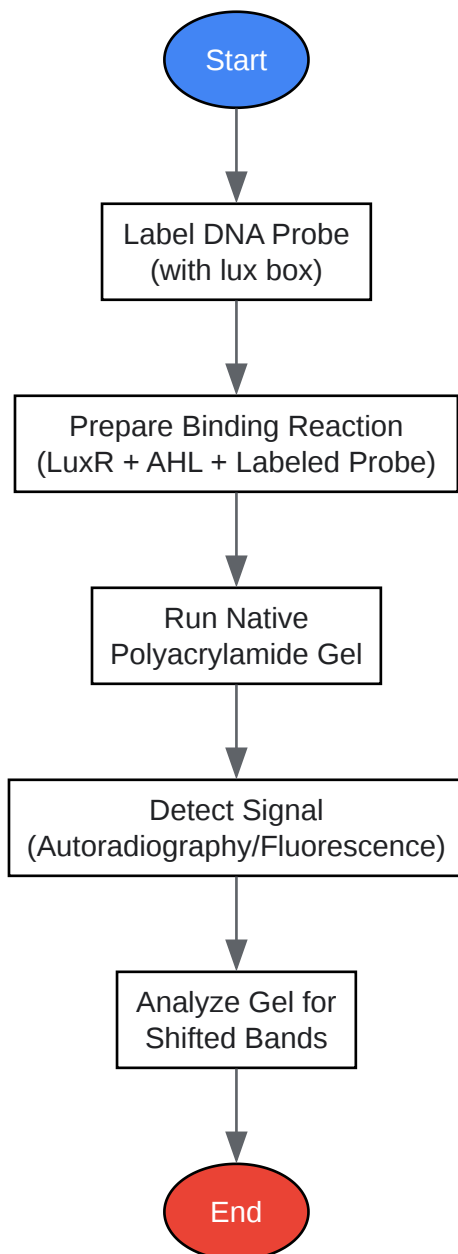 Start
Label DNA Probe
(with lux box)
Prepare Binding Reaction
(LuxR + AHL + Labeled Probe)
Run Native
Polyacrylamide Gel
Detect Signal
(Autoradiography/Fluorescence)
Analyze Gel for
Shifted Bands
End